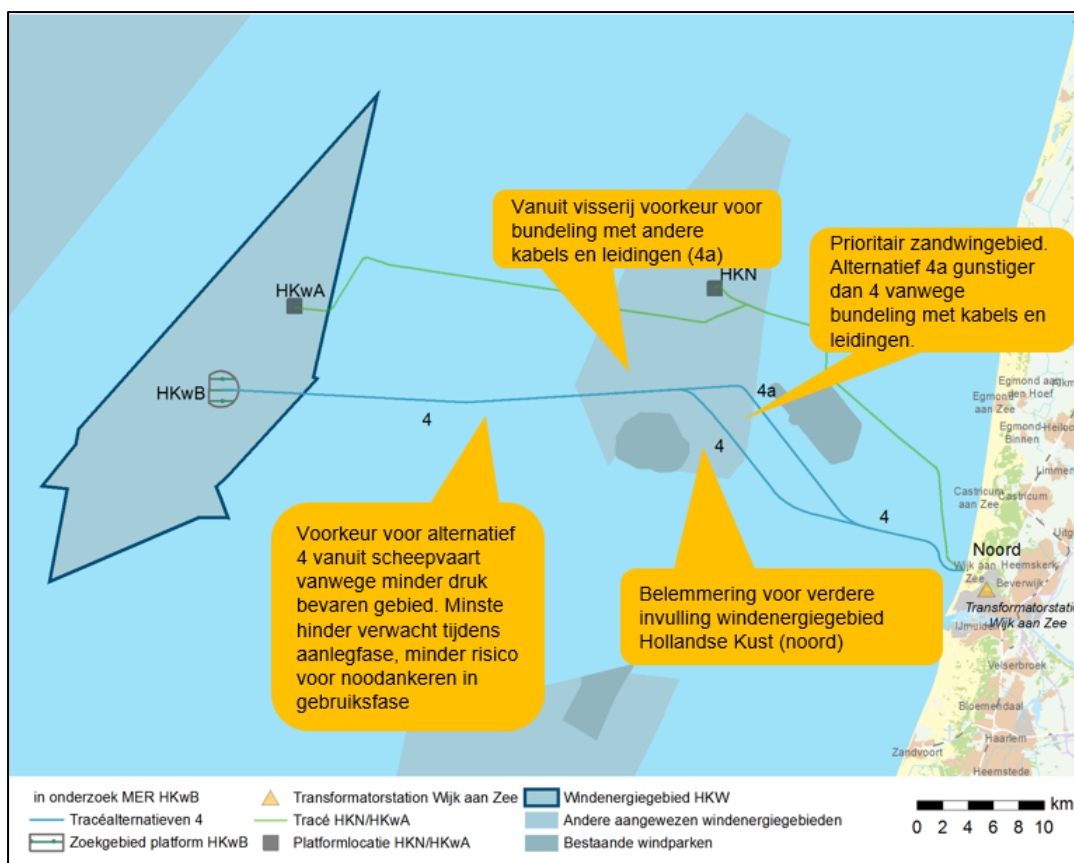 Vanuit visserij voorkeur voor
bundeling met andere
kabels en leidingen (4a)
Prioritair zandwingebied.
Alternatief 4a gunstiger
dan 4 vanwege
bundeling met kabels en
leidingen.
HKwA
HKN
HKwB
4
4a
4
4
Voorkeur voor alternatief
4 vanuit scheepvaart
vanwege minder druk
bevaren gebied. Minste
hinder verwacht tijdens
aanlegfase, minder risico
voor noodankeren in
gebruiksfase
Belemmering voor verdere
invulling windenergiegebied
Hollandse Kust (noord)
Egmond aan
den Hoef
Egmond
aan Zee
Egmond-
Binnen
Heiloo
Limmen
Castricum
aan Zee
Castricum
Uitg
Noord
Wijk aan
Zee
Heemskerk
Beverwijk
Transformatorstation
Wijk aan Zee
IJmuiden
Velserbroek
Bloemendaal
Haarlem
Zandvoort
Heemstede
in onderzoek MER HKwB
Tracéalternatieven 4
Zoekgebied platform HKwB
Transformatorstation Wijk aan Zee
Tracé HKN/HKwA
Platformlocatie HKN/HKwA
Windenergiegebied HKW
Andere aangewezen windenergiegebieden
Bestaande windparken
km
0 2 4 6 8 10